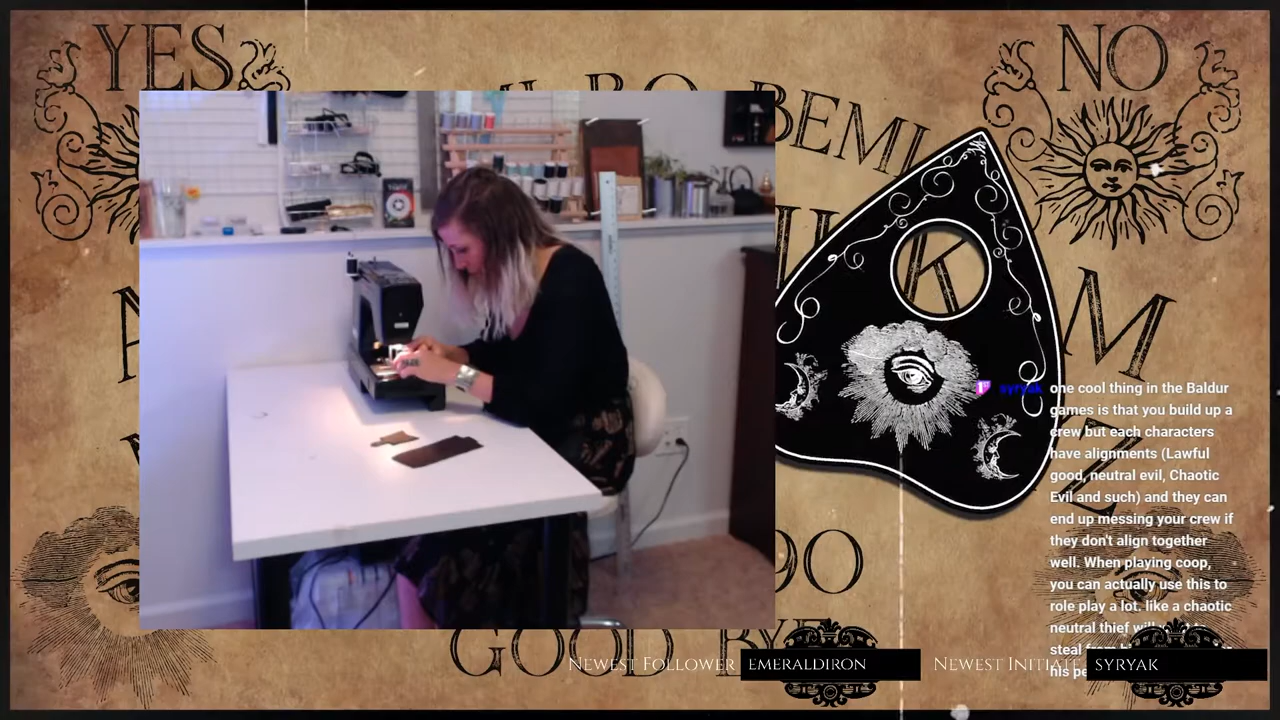 YES
NO
BEMI
K
M
Z
syryak
one cool thing in the Baldur
games is that you build up a
crew but each characters
have alignments (Lawful
good, neutral evil, Chaotic
Evil and such) and they can
end up messing your crew if
they don't align together
well. When playing coop,
you can actually use this to
role play a lot. like a chaotic
neutral thief
steal
his
GOOD BYE
Newest Follower EMERALDIRON
Newest Initiate SYRYAK